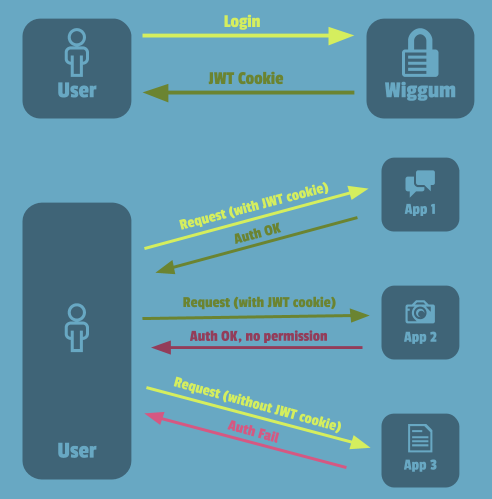 Login
User
JWT Cookie
Wiggum
Request (with JWT cookie)
App 1
Auth OK
Request (with JWT cookie)
Auth OK, no permission
App 2
Request (without JWT cookie)
Auth Fail
User
App 3